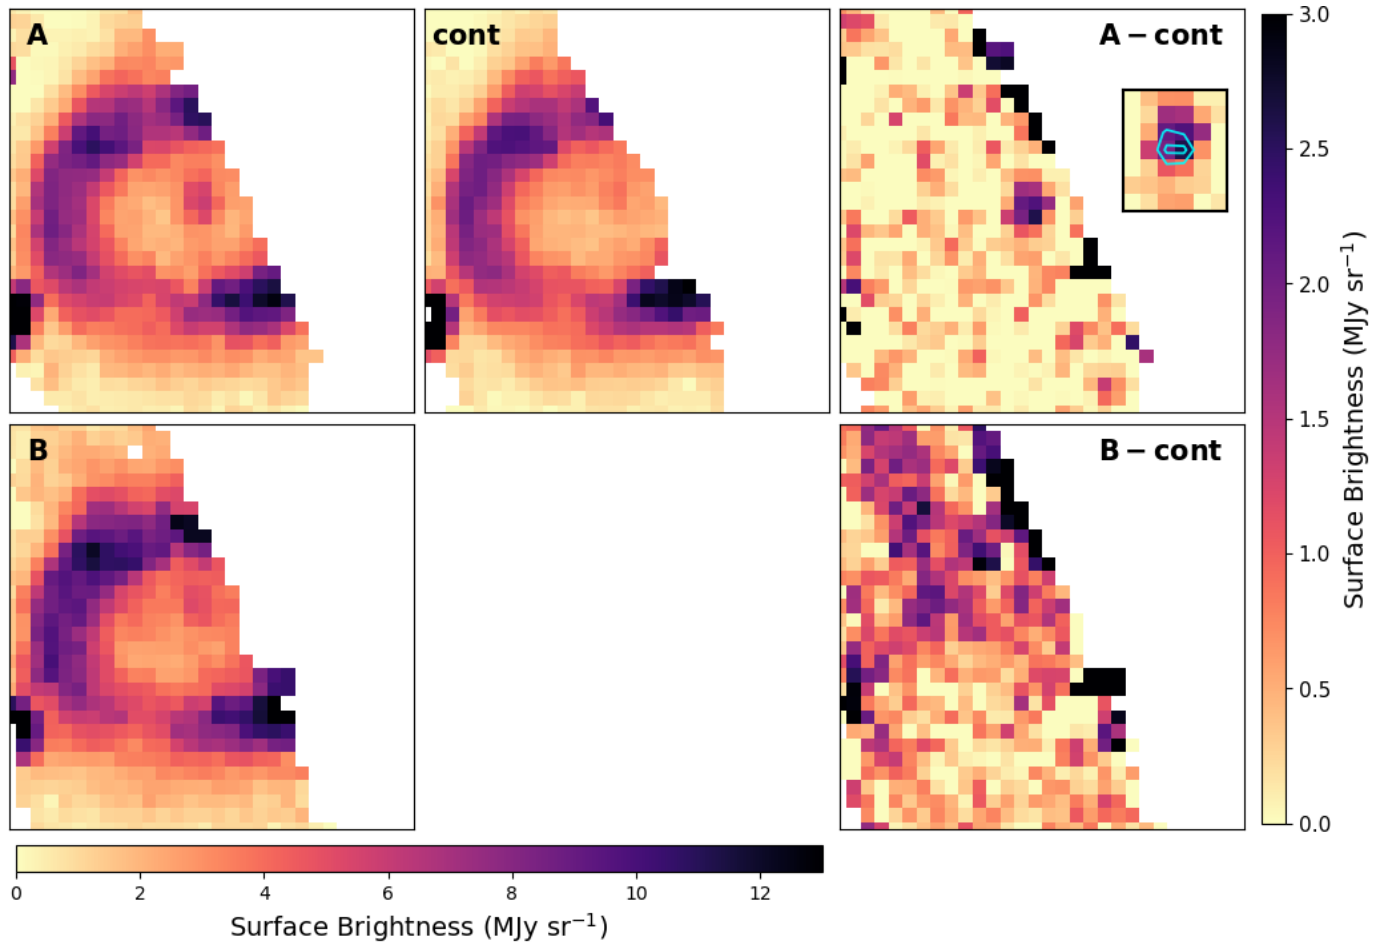 A
cont
A − cont
3.0
2.5
2.0
1.5
1.0
0.5
0.0
Surface Brightness (MJy sr⁻¹)
B
B − cont
0 2 4 6 8 10 12
Surface Brightness (MJy sr⁻¹)